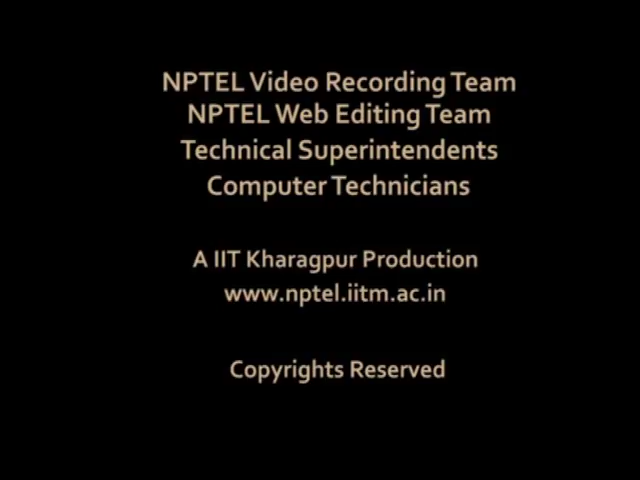 NPTEL Video Recording Team
NPTEL Web Editing Team
Technical Superintendents
Computer Technicians
A IIT Kharagpur Production
www.nptel.iitm.ac.in
Copyrights Reserved